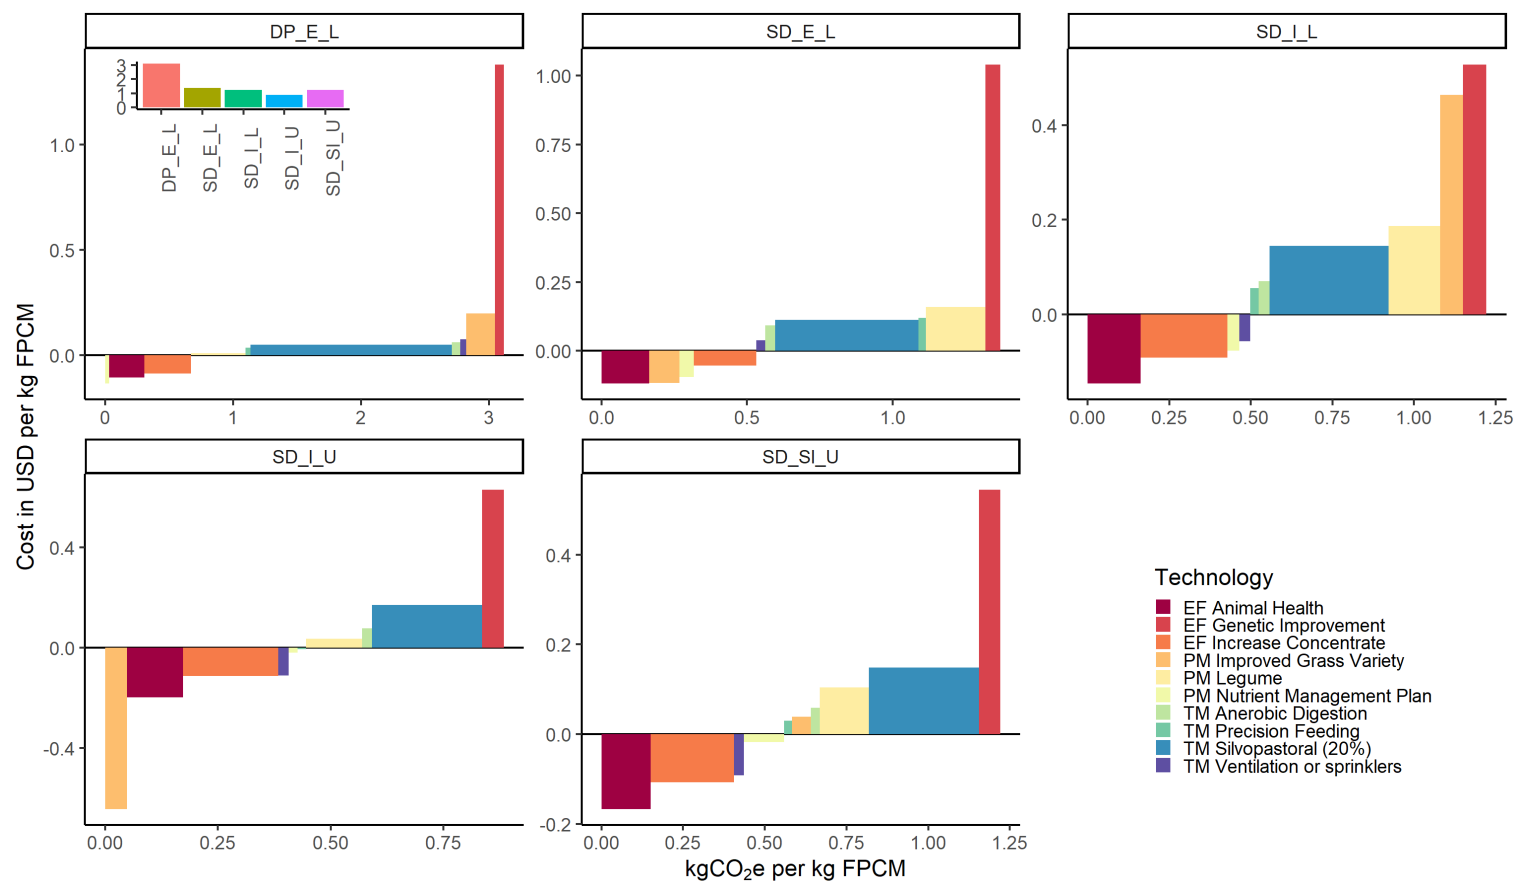 DP_E_L
SD_E_L
SD_I_L
3
2
1
0
DP_E_L
SD_E_L
SD_I_L
SD_I_U
SD_SI_U
1.0
0.5
0.0
0
1
2
3
1.00
0.75
0.50
0.25
0.00
0.0
0.5
1.0
0.4
0.2
0.0
0.00
0.25
0.50
0.75
1.00
1.25
Cost in USD per kg FPCM
SD_I_U
SD_SI_U
0.4
0.0
-0.4
0.00
0.25
0.50
0.75
0.4
0.2
0.0
-0.2
0.00
0.25
0.50
0.75
1.00
1.25
kgCO₂e per kg FPCM
Technology
EF Animal Health
EF Genetic Improvement
EF Increase Concentrate
PM Improved Grass Variety
PM Legume
PM Nutrient Management Plan
TM Anerobic Digestion
TM Precision Feeding
TM Silvopastoral (20%)
TM Ventilation or sprinklers